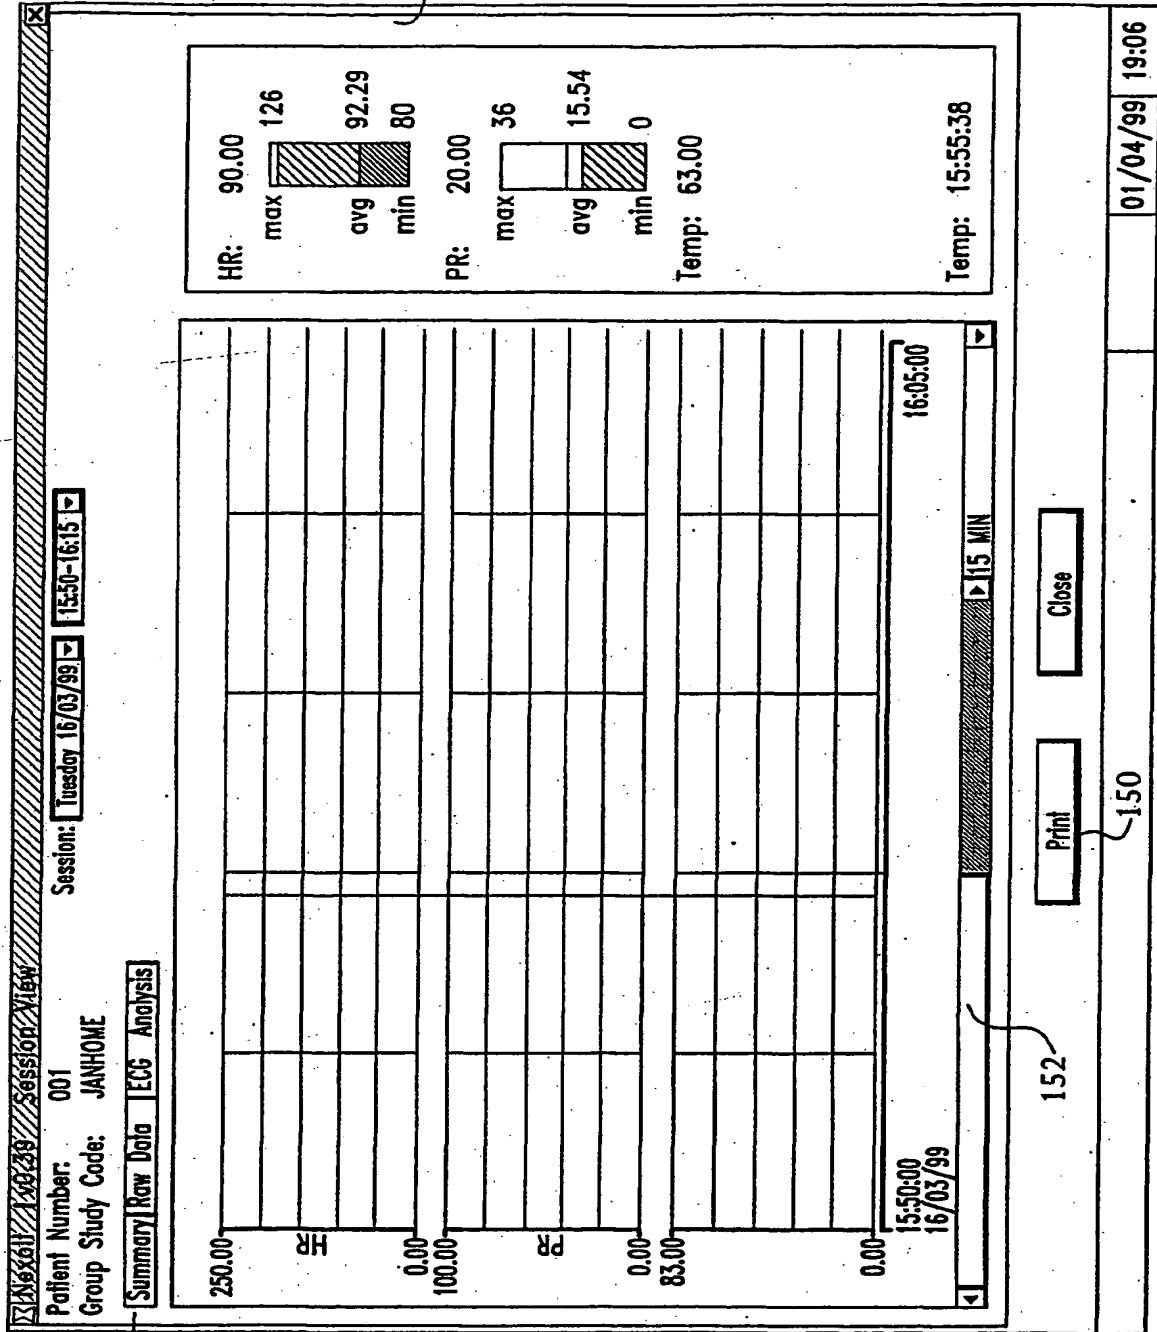 Session View
Patient Number: 001
Group Study Code: JANHOME
Session: Tuesday 16/03/99 15:50-16:15
Summary Raw Data ECG Analysis
250.00
HR
0.00
100.00
PR
0.00
83.00
0.00
15:50:00
16/03/99
16:05:00
15 MIN
HR: 90.00
max 126
avg 92.29
min 80
PR: 20.00
max 36
avg 15.54
min 0
Temp: 63.00
Temp: 15:55:38
152
Print
Close
150
01/04/99 19:06